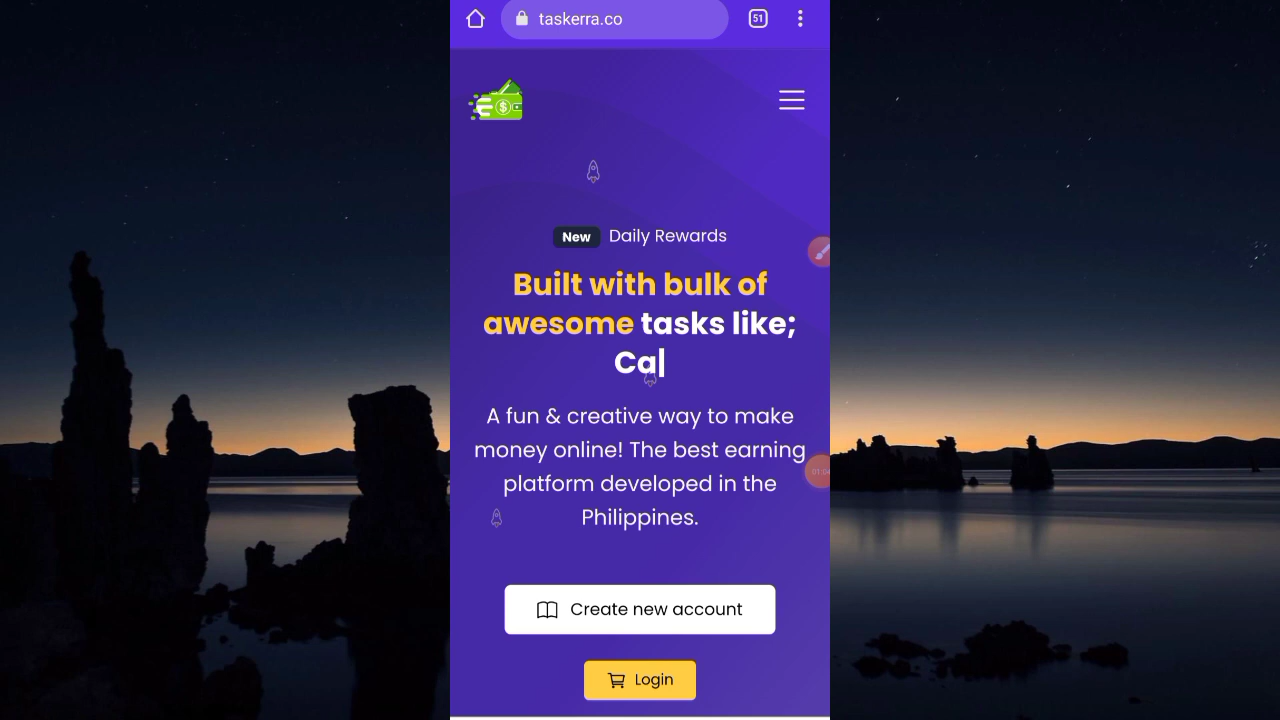 taskerra.co
51
New Daily Rewards
Built with bulk of
awesome tasks like;
Ca|
A fun & creative way to make
money online! The best earning
platform developed in the
Philippines.
Create new account
Login